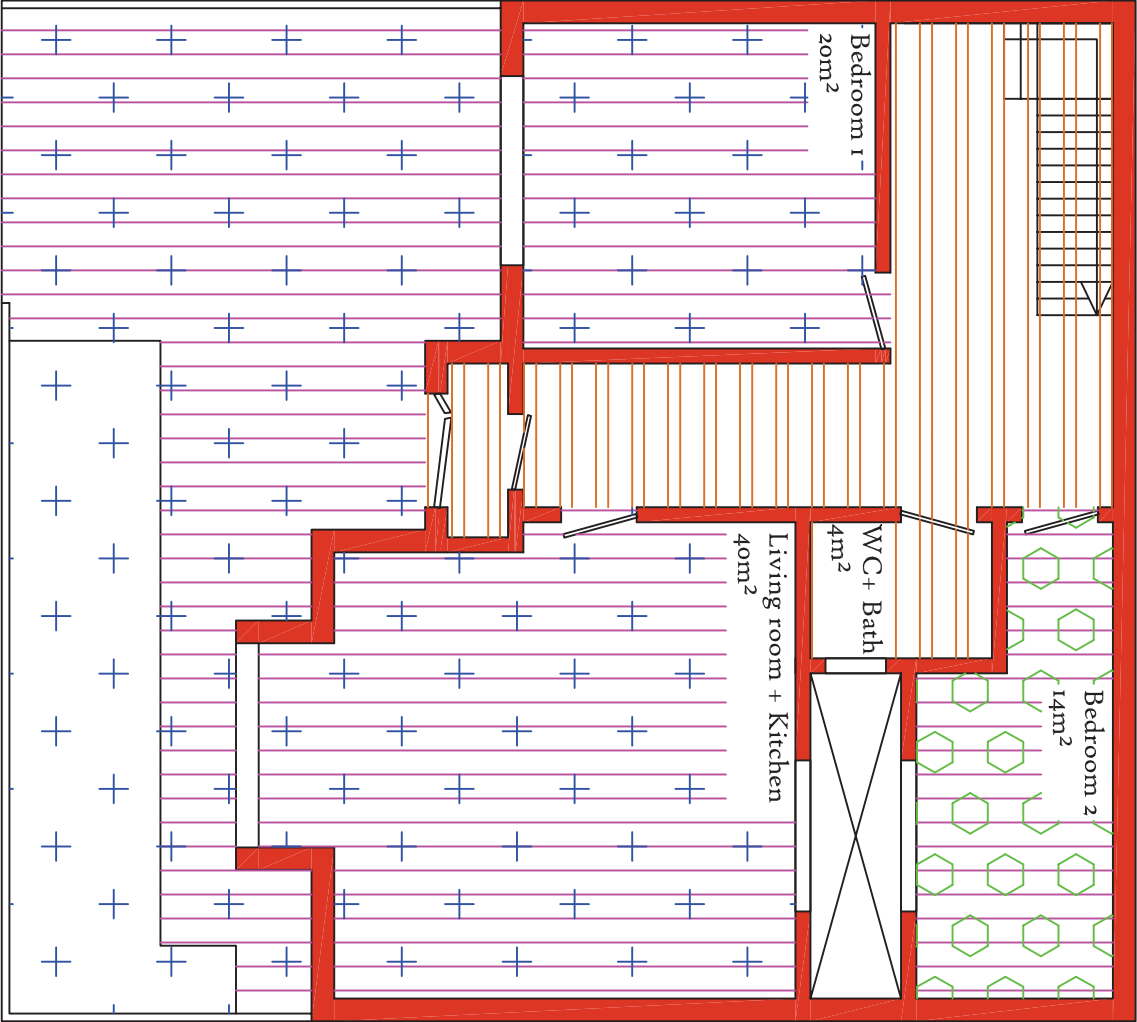 Bedroom 1
20m²
WC+ Bath
4m²
Living room + Kitchen
40m²
Bedroom 2
14m²